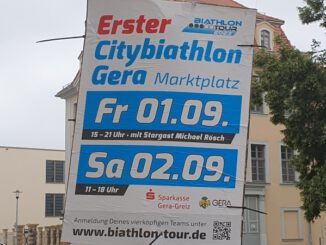 Erster
BIATHLON
TOUR
Citybiathlon
Gera Marktplatz
Fr 01.09.
15 – 21 Uhr - mit Stargast Michael Rösch
Sa 02.09.
11 – 18 Uhr
Sparkasse
Gera-Greiz
GERA
Anmeldung Deines vierköpfigen Teams unter
www.biathlon-tour.de